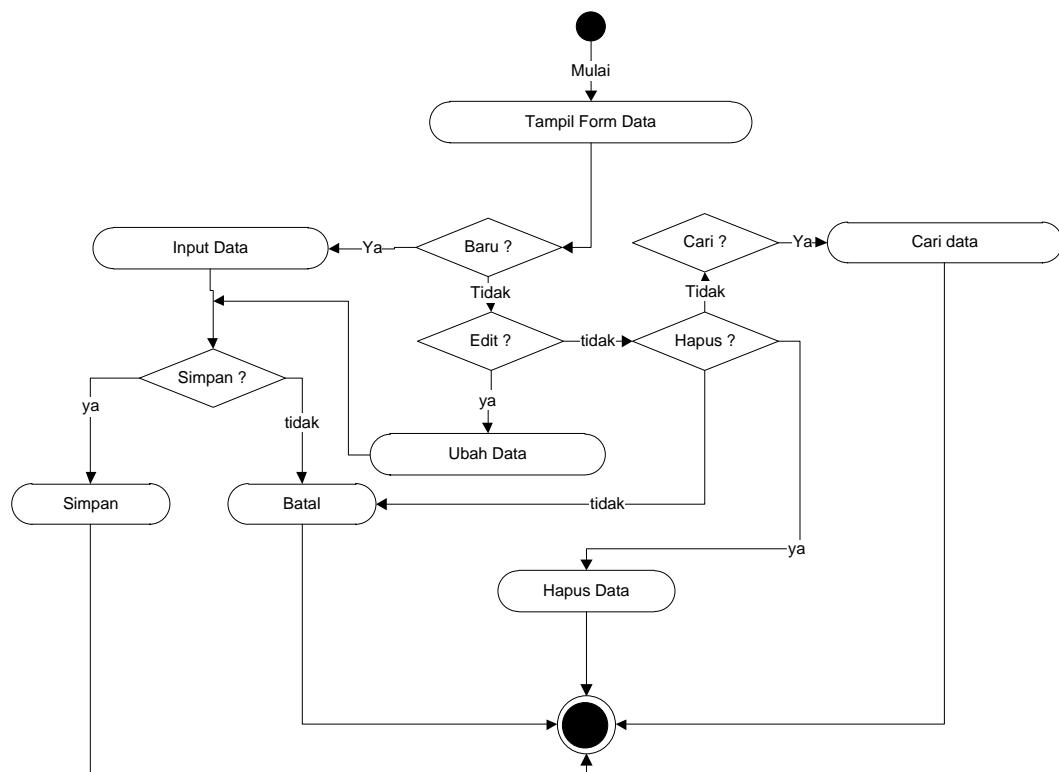 Mulai
Tampil Form Data
Input Data
Ya
Baru ?
Cari ?
Ya
Cari data
Tidak
Tidak
Edit ?
tidak
Hapus ?
Simpan ?
ya
tidak
ya
Ubah Data
Simpan
Batal
tidak
ya
Hapus Data